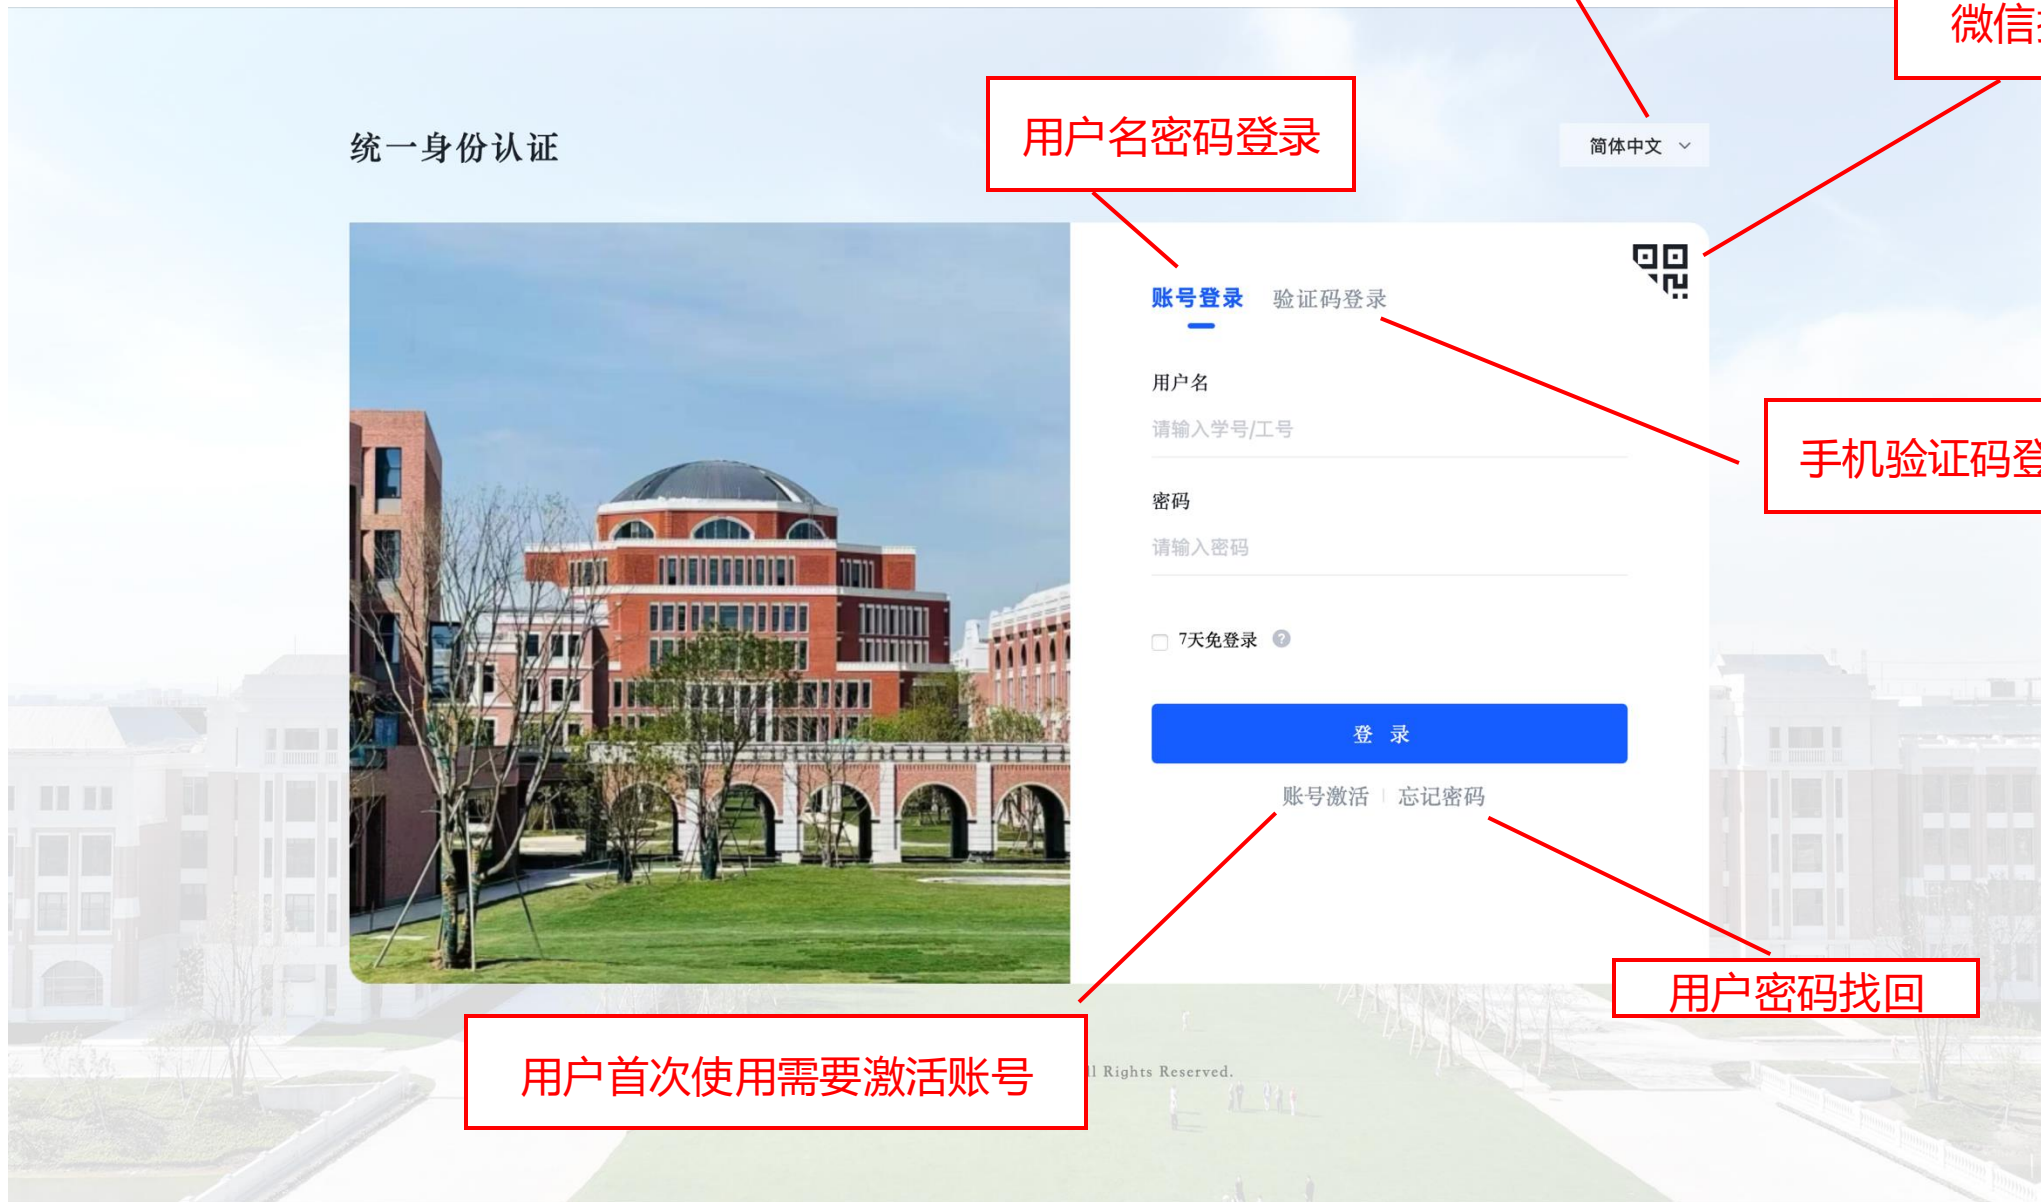 微信
用户名密码登录
统一身份认证
简体中文
账号登录 验证码登录
用户名
请输入学号/工号
手机验证码登
密码
请输入密码
7天免登录
登 录
账号激活 忘记密码
用户密码找回
用户首次使用需要激活账号
ll Rights Reserved.